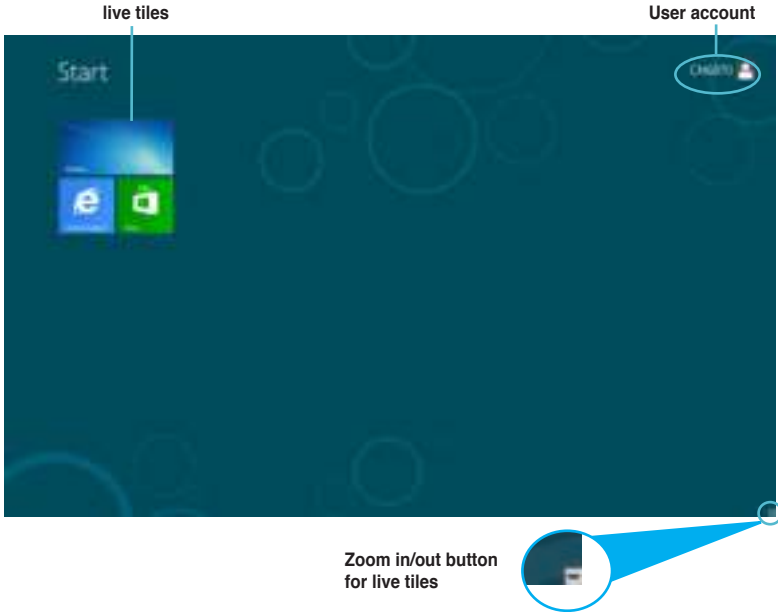 live tiles
User account
Start
Zoom in/out button
for live tiles